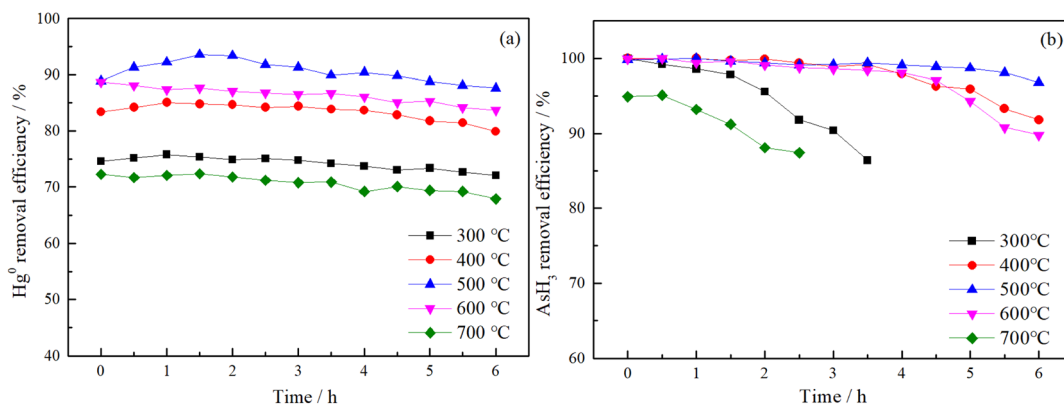 (a)
Hg⁰ removal efficiency / %
100
90
80
70
60
50
40
300 °C
400 °C
500 °C
600 °C
700 °C
0 1 2 3 4 5 6
Time / h
(b)
AsH₃ removal efficiency / %
100
90
80
70
60
300°C
400°C
500°C
600°C
700°C
0 1 2 3 4 5 6
Time / h